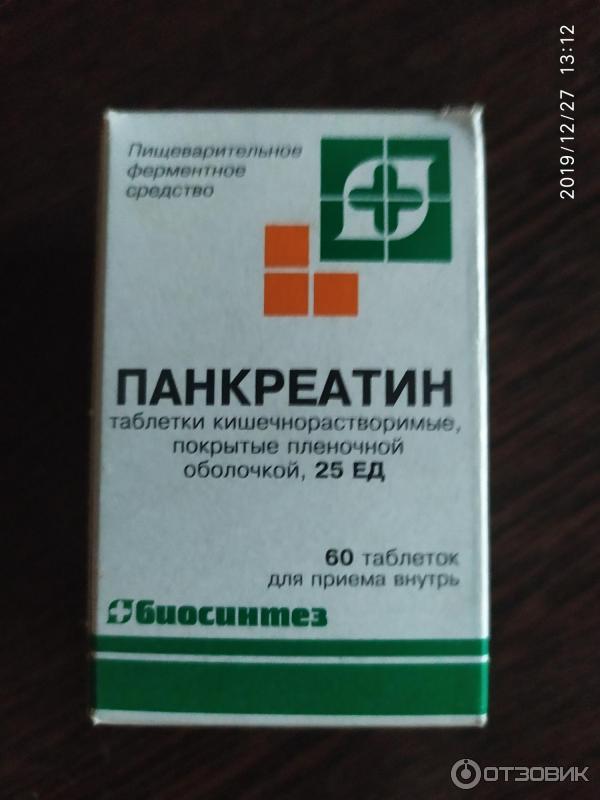 2019/12/27 13:12
Пищеварительное
ферментное
средство
ПАНКРЕАТИН
таблетки кишечнорастворимые,
покрытые пленочной
оболочкой, 25 ЕД
60 таблеток
для приема внутрь
биосинтез
ОТЗОВИК